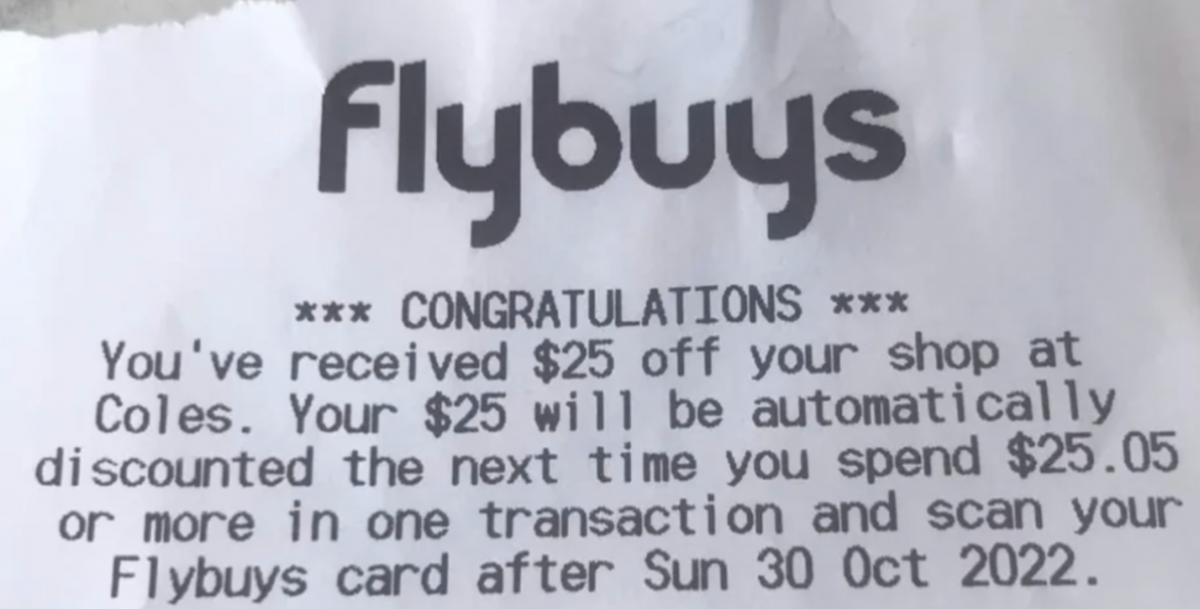 flybuys
*** CONGRATULATIONS ***
You've received $25 off your shop at
Coles. Your $25 will be automatically
discounted the next time you spend $25.05
or more in one transaction and scan your
Flybuys card after Sun 30 Oct 2022.